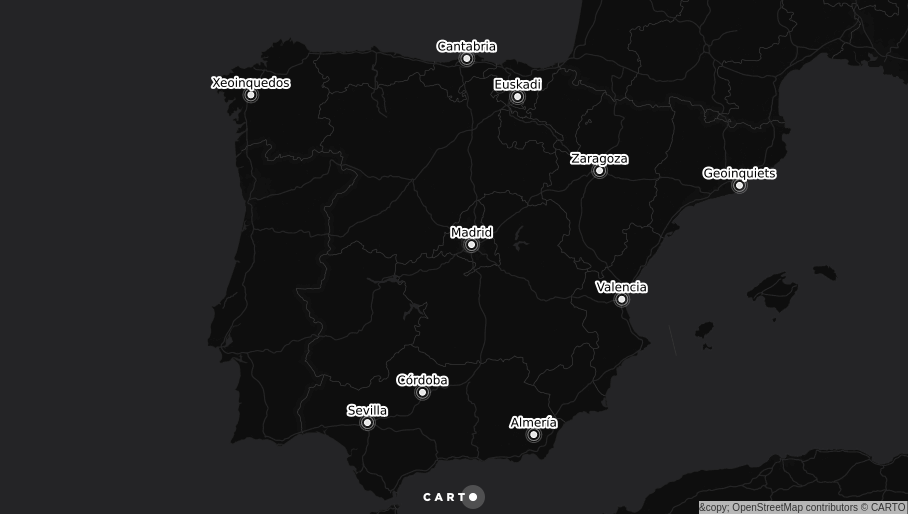 Cantabria
Xeoinquedos
Euskadi
Zaragoza
Geoinquiets
Madrid
Valencia
Córdoba
Sevilla
Almería
CARTO
&copy; OpenStreetMap contributors © CARTO